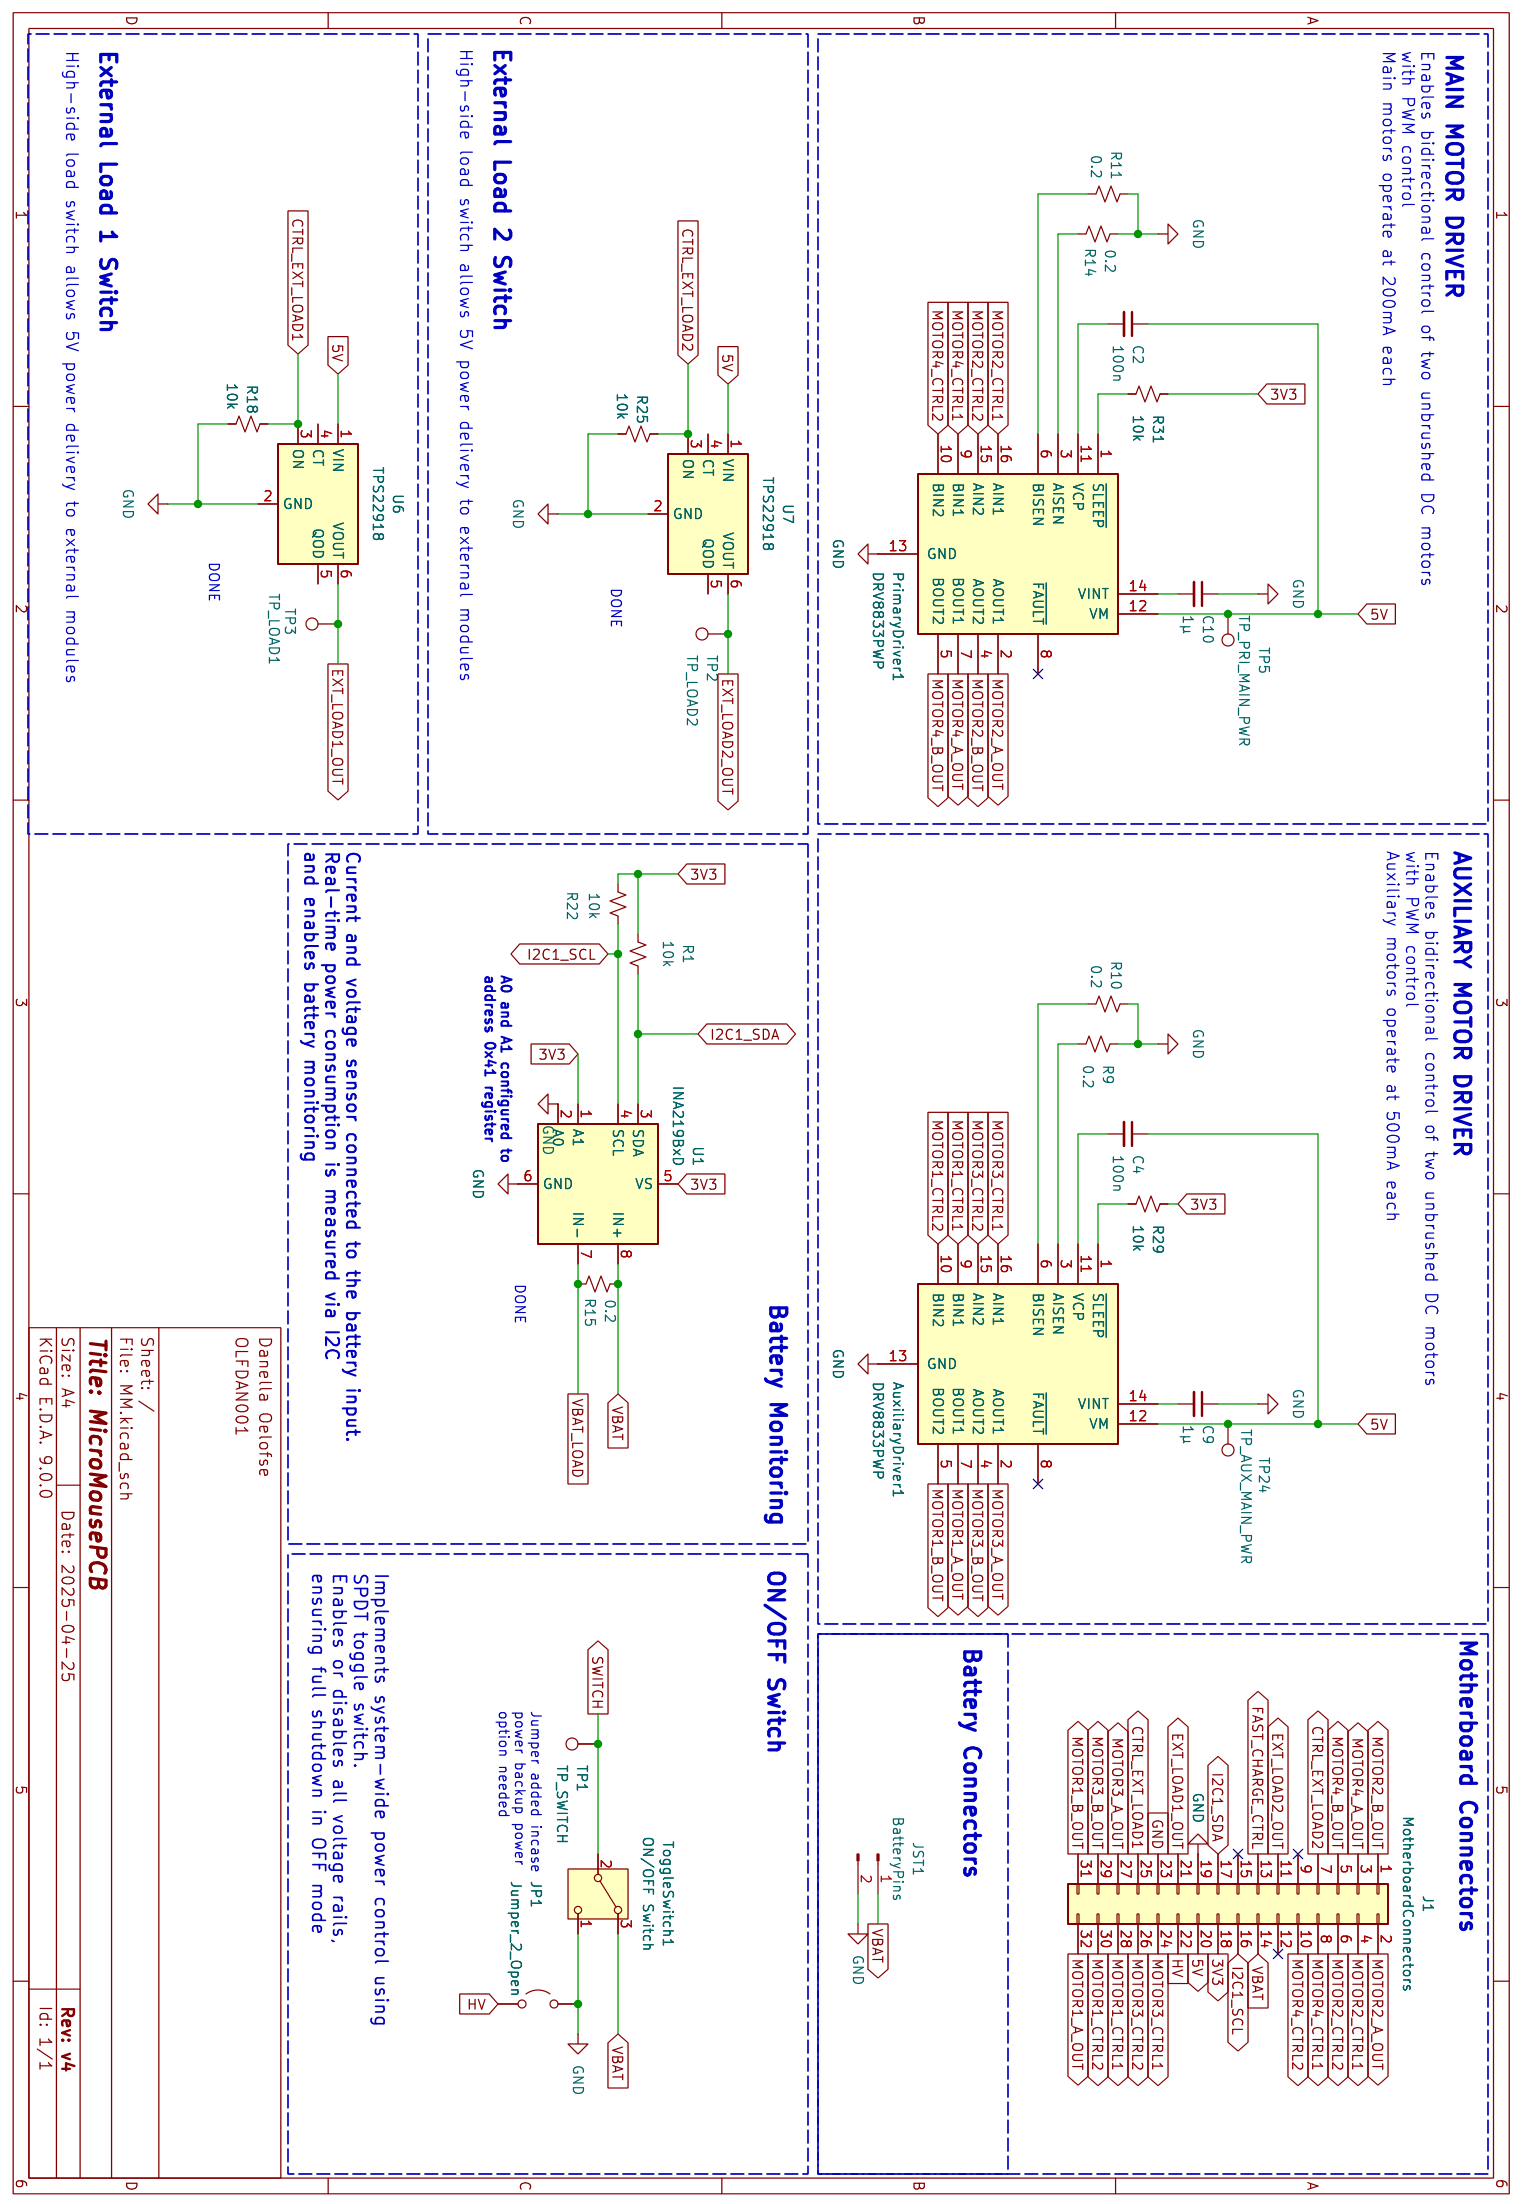 MAIN MOTOR DRIVER
Enables bidirectional control of two unbrushed DC motors
with PWM control
Main motors operate at 200mA each
R11
0.2
0.2
R14
GND
C2
100n
3V3
R31
10k
MOTOR2_CTRL1
MOTOR2_CTRL2
MOTOR4_CTRL1
MOTOR4_CTRL2
16
15
9
10
1
11
3
6
SLEEP
VCP
AISEN
BISEN
AIN1
AIN2
BIN1
BIN2
GND
13
GND
VINT
VM
14
12
FAULT
8
AOUT1
AOUT2
BOUT1
BOUT2
2
4
7
5
PrimaryDriver1
DRV8833PWP
C10
1µ
GND
5V
TP5
TP_PRI_MAIN_PWR
MOTOR2_A_OUT
MOTOR2_B_OUT
MOTOR4_A_OUT
MOTOR4_B_OUT
AUXILIARY MOTOR DRIVER
Enables bidirectional control of two unbrushed DC motors
with PWM control
Auxiliary motors operate at 500mA each
R10
0.2
R9
0.2
GND
C4
100n
3V3
R29
10k
MOTOR3_CTRL1
MOTOR3_CTRL2
MOTOR1_CTRL1
MOTOR1_CTRL2
16
15
9
10
1
11
3
6
SLEEP
VCP
AISEN
BISEN
AIN1
AIN2
BIN1
BIN2
GND
13
GND
VINT
VM
14
12
FAULT
8
AOUT1
AOUT2
BOUT1
BOUT2
2
4
7
5
AuxiliaryDriver1
DRV8833PWP
C9
1µ
GND
5V
TP24
TP_AUX_MAIN_PWR
MOTOR3_A_OUT
MOTOR3_B_OUT
MOTOR1_A_OUT
MOTOR1_B_OUT
Motherboard Connectors
J1
MotherboardConnectors
MOTOR2_B_OUT 1 2 MOTOR2_A_OUT
MOTOR4_A_OUT 3 4 MOTOR2_CTRL1
MOTOR4_B_OUT 5 6 MOTOR2_CTRL2
CTRL_EXT_LOAD2 7 8 MOTOR4_CTRL1
9 10 MOTOR4_CTRL2
EXT_LOAD2_OUT 11 12
FAST_CHARGE_CTRL 13 14 VBAT
15 16 I2C1_SCL
I2C1_SDA 17 18 3V3
GND 19 20 5V
EXT_LOAD1_OUT 21 22 HV
GND 23 24 MOTOR3_CTRL1
CTRL_EXT_LOAD1 25 26 MOTOR3_CTRL2
MOTOR3_A_OUT 27 28 MOTOR1_CTRL1
MOTOR3_B_OUT 29 30 MOTOR1_CTRL2
MOTOR1_B_OUT 31 32 MOTOR1_A_OUT
Battery Connectors
JST1
BatteryPins
1
2
VBAT
GND
External Load 2 Switch
High-side load switch allows 5V power delivery to external modules
CTRL_EXT_LOAD2
5V
R25
10k
GND
U7
TPS22918
1
4
3
VIN
CT
ON
2
GND
VOUT
QOD
6
5
DONE
TP2
TP_LOAD2
EXT_LOAD2_OUT
External Load 1 Switch
High-side load switch allows 5V power delivery to external modules
CTRL_EXT_LOAD1
5V
R18
10k
GND
U6
TPS22918
1
4
3
VIN
CT
ON
2
GND
VOUT
QOD
6
5
DONE
TP3
TP_LOAD1
EXT_LOAD1_OUT
Battery Monitoring
3V3
10k
R22
R1
10k
I2C1_SCL
I2C1_SDA
A0 and A1 configured to
address 0x41 register
3V3
GND
U1
INA219BxD
3
4
1
2
SDA
SCL
A1
A0
VS
5
3V3
GND
6
GND
IN+
IN-
8
7
0.2
R15
DONE
VBAT
VBAT_LOAD
Current and voltage sensor connected to the battery input.
Real-time power consumption is measured via I2C
and enables battery monitoring
ON/OFF Switch
SWITCH
TP1
TP_SWITCH
ToggleSwitch1
ON/OFF Switch
2
3
1
Jumper added incase
power backup power
option needed
JP1
Jumper_2_Open
HV
GND
VBAT
Implements system-wide power control using
SPDT toggle switch.
Enables or disables all voltage rails,
ensuring full shutdown in OFF mode
Danella Oelofse
OLFDAN001
Sheet: /
File: MM.kicad_sch
Title: MicroMousePCB
Size: A4
Date: 2025-04-25
Rev: v4
KiCad E.D.A. 9.0.0
Id: 1/1
1
2
3
4
5
6
1
2
3
4
5
6
A
B
C
D
A
B
C
D